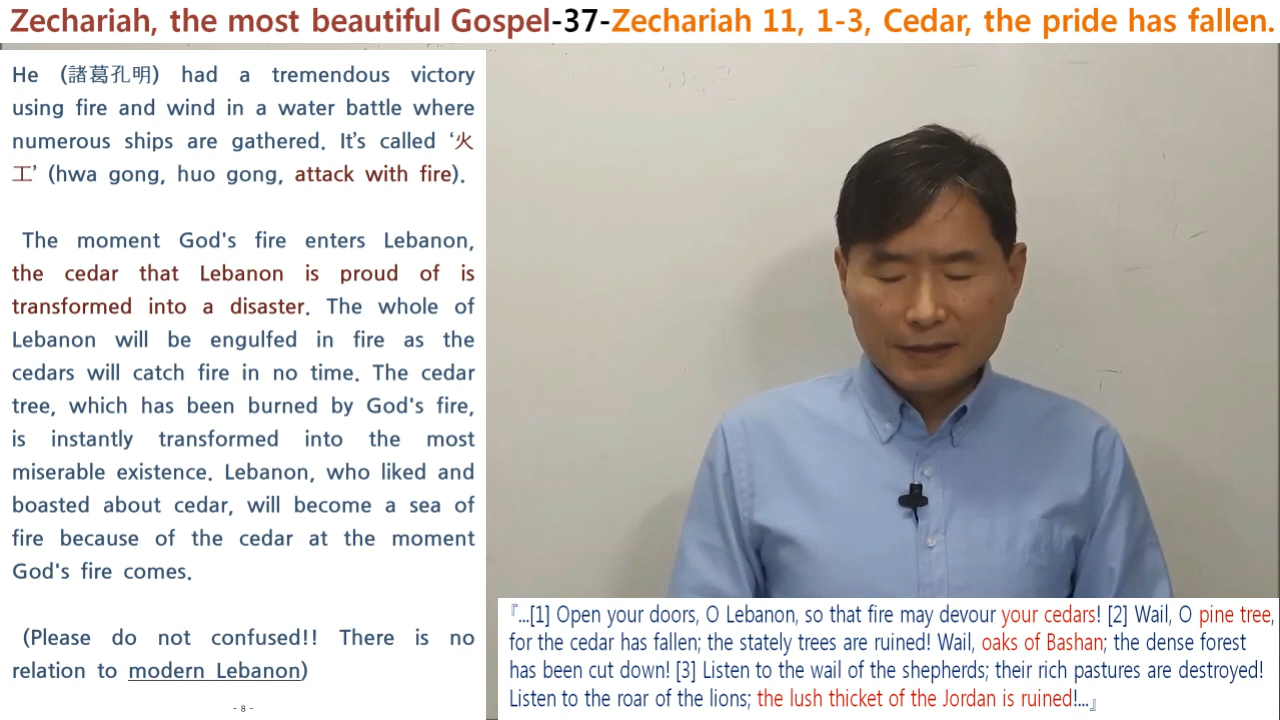 Zechariah, the most beautiful Gospel-37-Zechariah 11, 1-3, Cedar, the pride has fallen.
He (諸葛孔明) had a tremendous victory
using fire and wind in a water battle where
numerous ships are gathered. It's called ‘火
工’ (hwa gong, huo gong, attack with fire).
The moment God's fire enters Lebanon,
the cedar that Lebanon is proud of is
transformed into a disaster. The whole of
Lebanon will be engulfed in fire as the
cedars will catch fire in no time. The cedar
tree, which has been burned by God's fire,
is instantly transformed into the most
miserable existence. Lebanon, who liked and
boasted about cedar, will become a sea of
fire because of the cedar at the moment
God's fire comes.
(Please do not confused!! There is no
relation to modern Lebanon)
- 8 -
『...[1] Open your doors, O Lebanon, so that fire may devour your cedars! [2] Wail, O pine tree,
for the cedar has fallen; the stately trees are ruined! Wail, oaks of Bashan; the dense forest
has been cut down! [3] Listen to the wail of the shepherds; their rich pastures are destroyed!
Listen to the roar of the lions; the lush thicket of the Jordan is ruined!...』